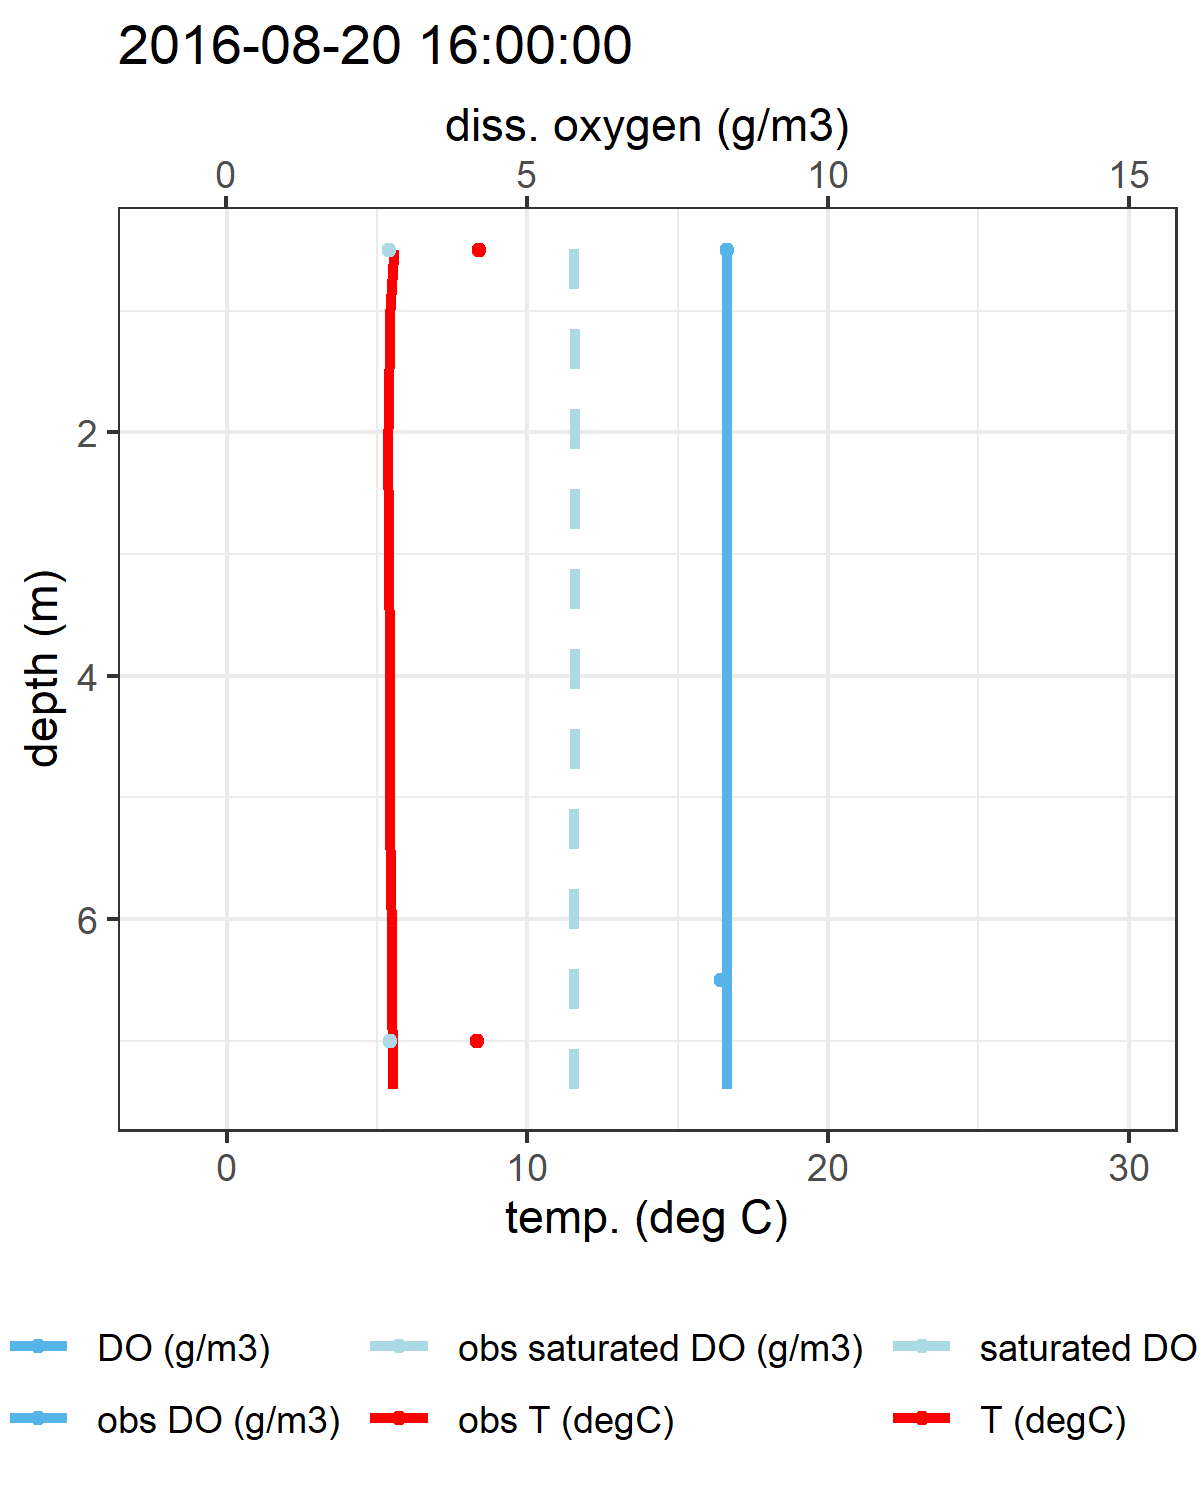 2016-08-20 16:00:00
diss. oxygen (g/m3)
0 5 10 15
2
4
6
depth (m)
0 10 20 30
temp. (deg C)
DO (g/m3) obs saturated DO (g/m3) saturated DO
obs DO (g/m3) obs T (degC) T (degC)